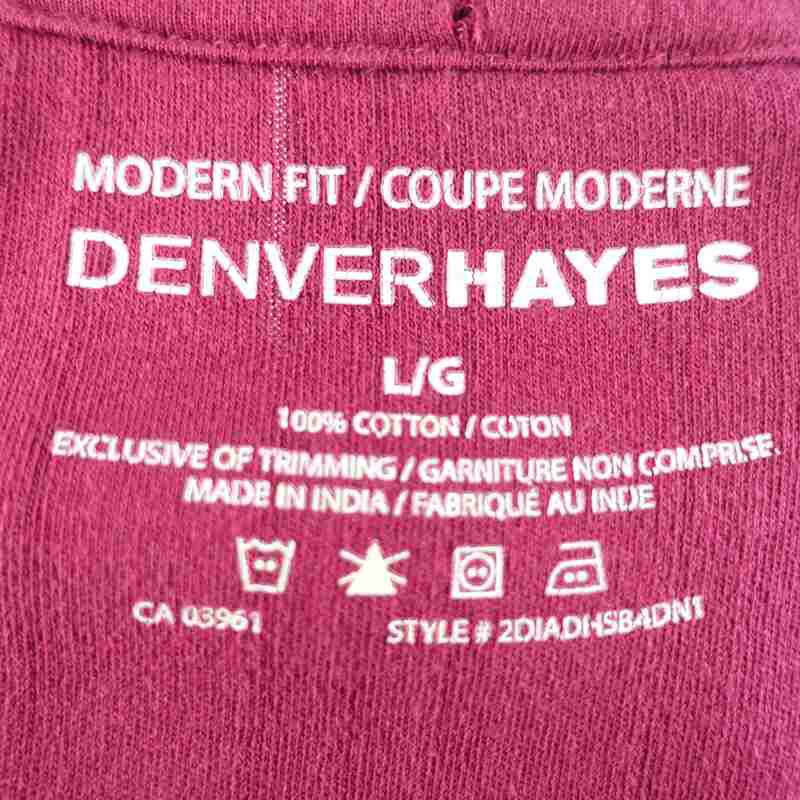 MODERN FIT / COUPE MODERNE
DENVERHAYES
L/G
100% COTTON / COTON
EXCLUSIVE OF TRIMMING / GARNITURE NON COMPRISE.
MADE IN INDIA / FABRIQUÉ AU INDE
CA 03961 STYLE # 2DIADHSB4DN1